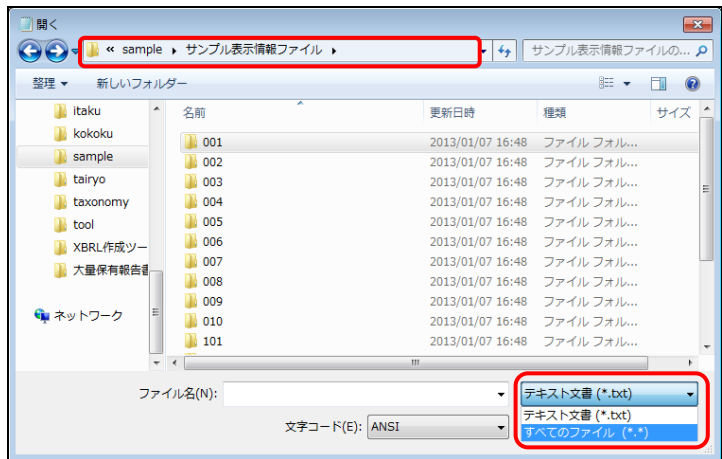 開く
« sample ▸ サンプル表示情報ファイル ▸
サンプル表示情報ファイルの...
整理 ▼ 新しいフォルダー
itaku
kokoku
sample
tairyo
taxonomy
tool
XBRL作成ツー
大量保有報告書
ネットワーク
名前 更新日時 種類 サイズ
001 2013/01/07 16:48 ファイル フォル...
002 2013/01/07 16:48 ファイル フォル...
003 2013/01/07 16:48 ファイル フォル...
004 2013/01/07 16:48 ファイル フォル...
005 2013/01/07 16:48 ファイル フォル...
006 2013/01/07 16:48 ファイル フォル...
007 2013/01/07 16:48 ファイル フォル...
008 2013/01/07 16:48 ファイル フォル...
009 2013/01/07 16:48 ファイル フォル...
010 2013/01/07 16:48 ファイル フォル...
101 2013/01/07 16:48 ファイル フォル...
ファイル名(N):
テキスト文書 (*.txt)
テキスト文書 (*.txt)
すべてのファイル (*.*)
文字コード(E): ANSI